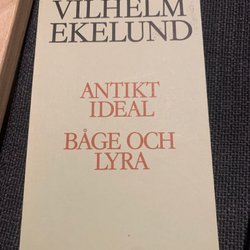 VILHELM
EKELUND
ANTIKT
IDEAL
BÅGE OCH
LYRA